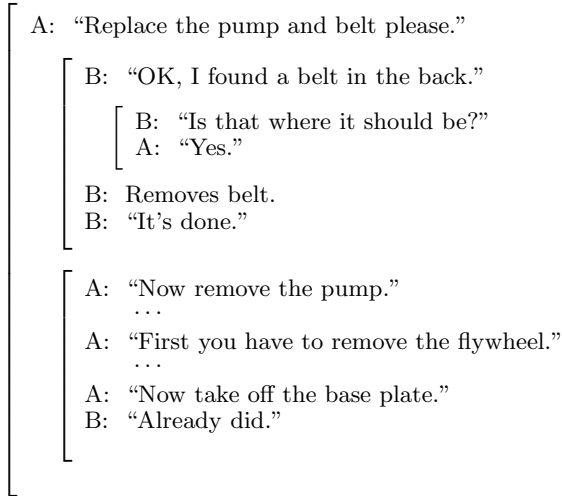 A: “Replace the pump and belt please.”
B: “OK, I found a belt in the back.”
B: “Is that where it should be?”
A: “Yes.”
B: Removes belt.
B: “It’s done.”
A: “Now remove the pump.”
...
A: “First you have to remove the flywheel.”
...
A: “Now take off the base plate.”
B: “Already did.”